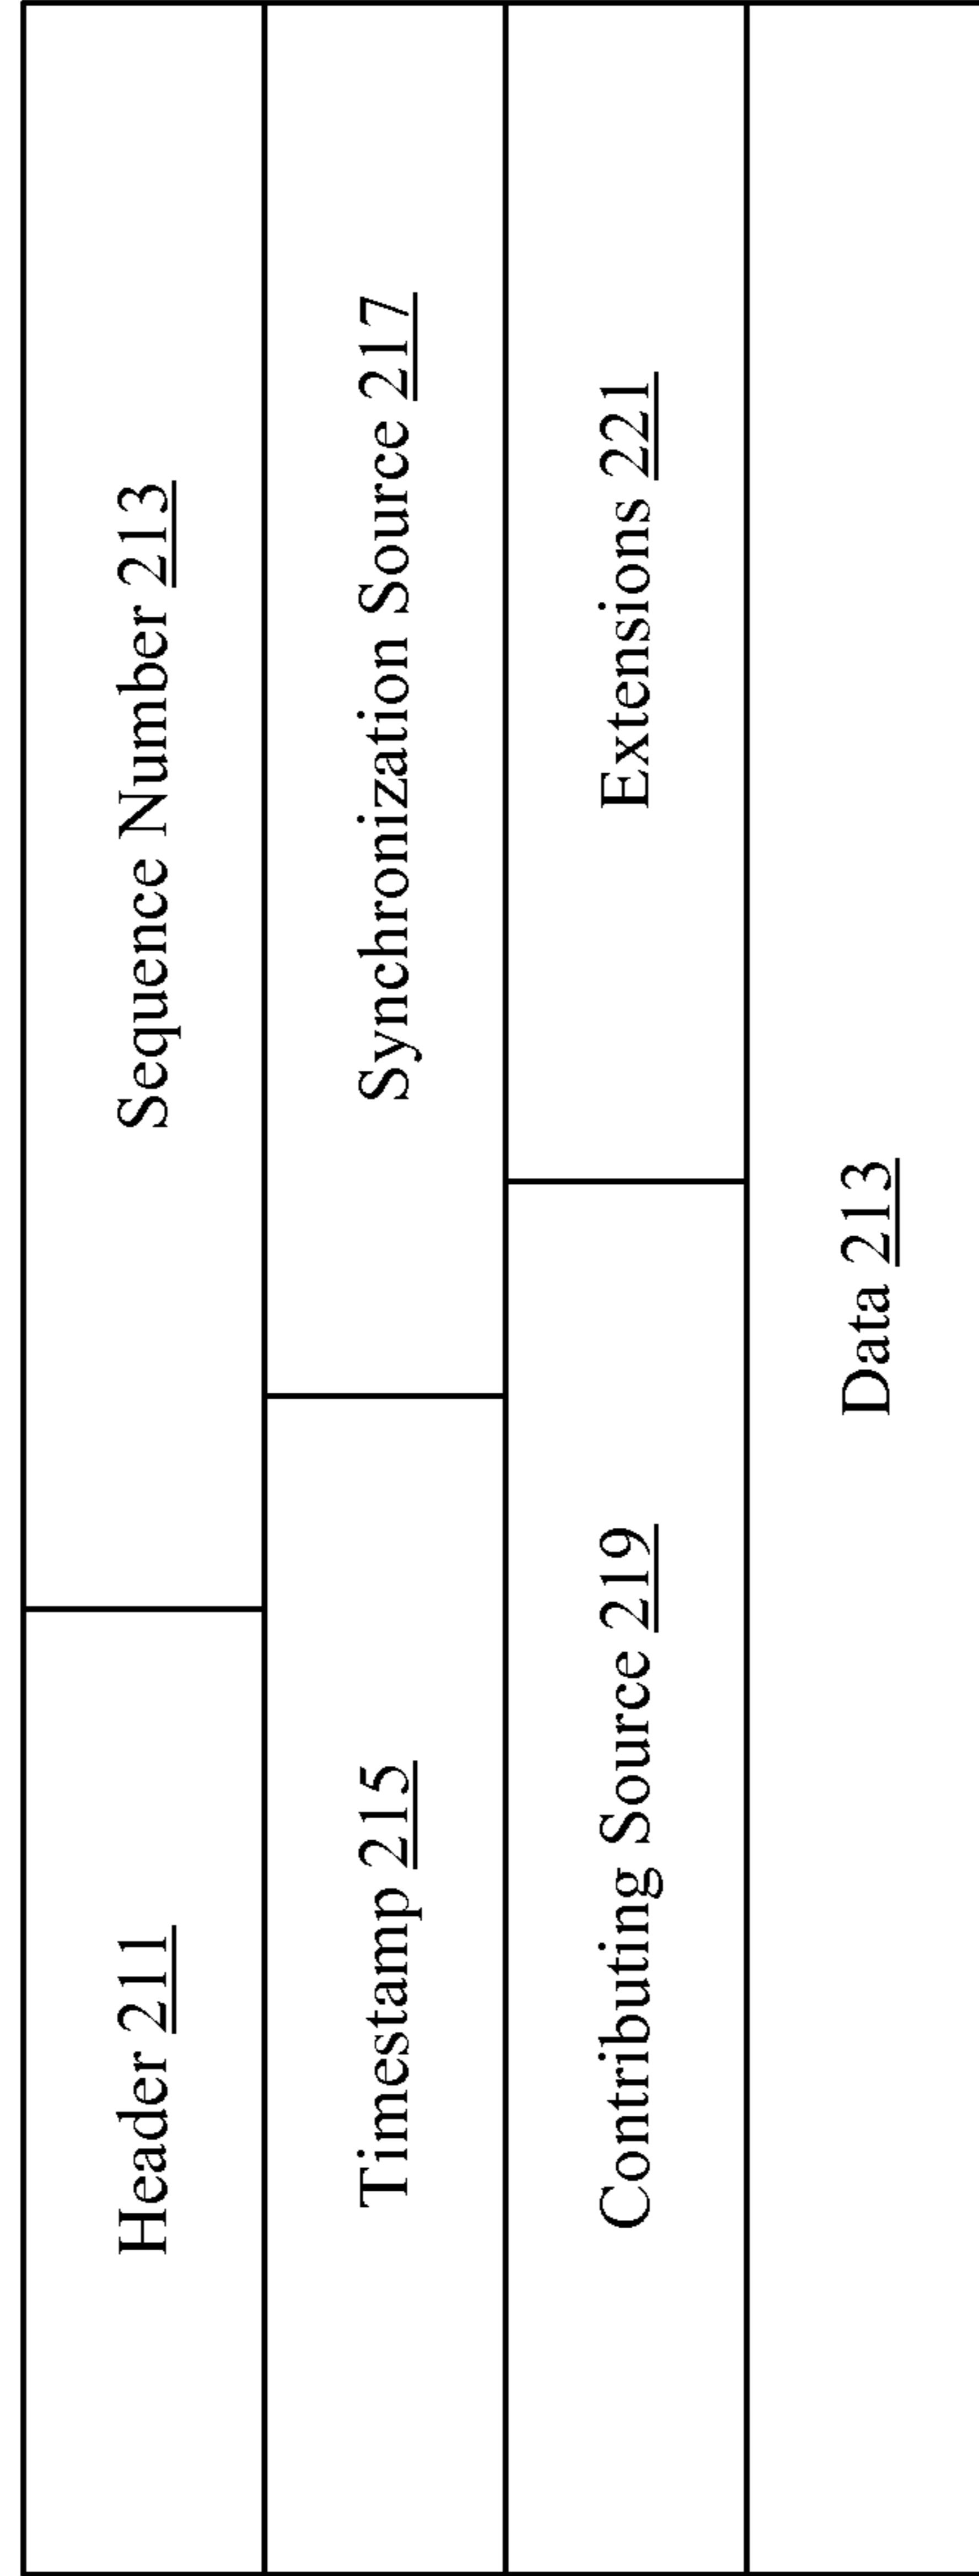 Header 211
Sequence Number 213
Timestamp 215
Synchronization Source 217
Contributing Source 219
Extensions 221
Data 213